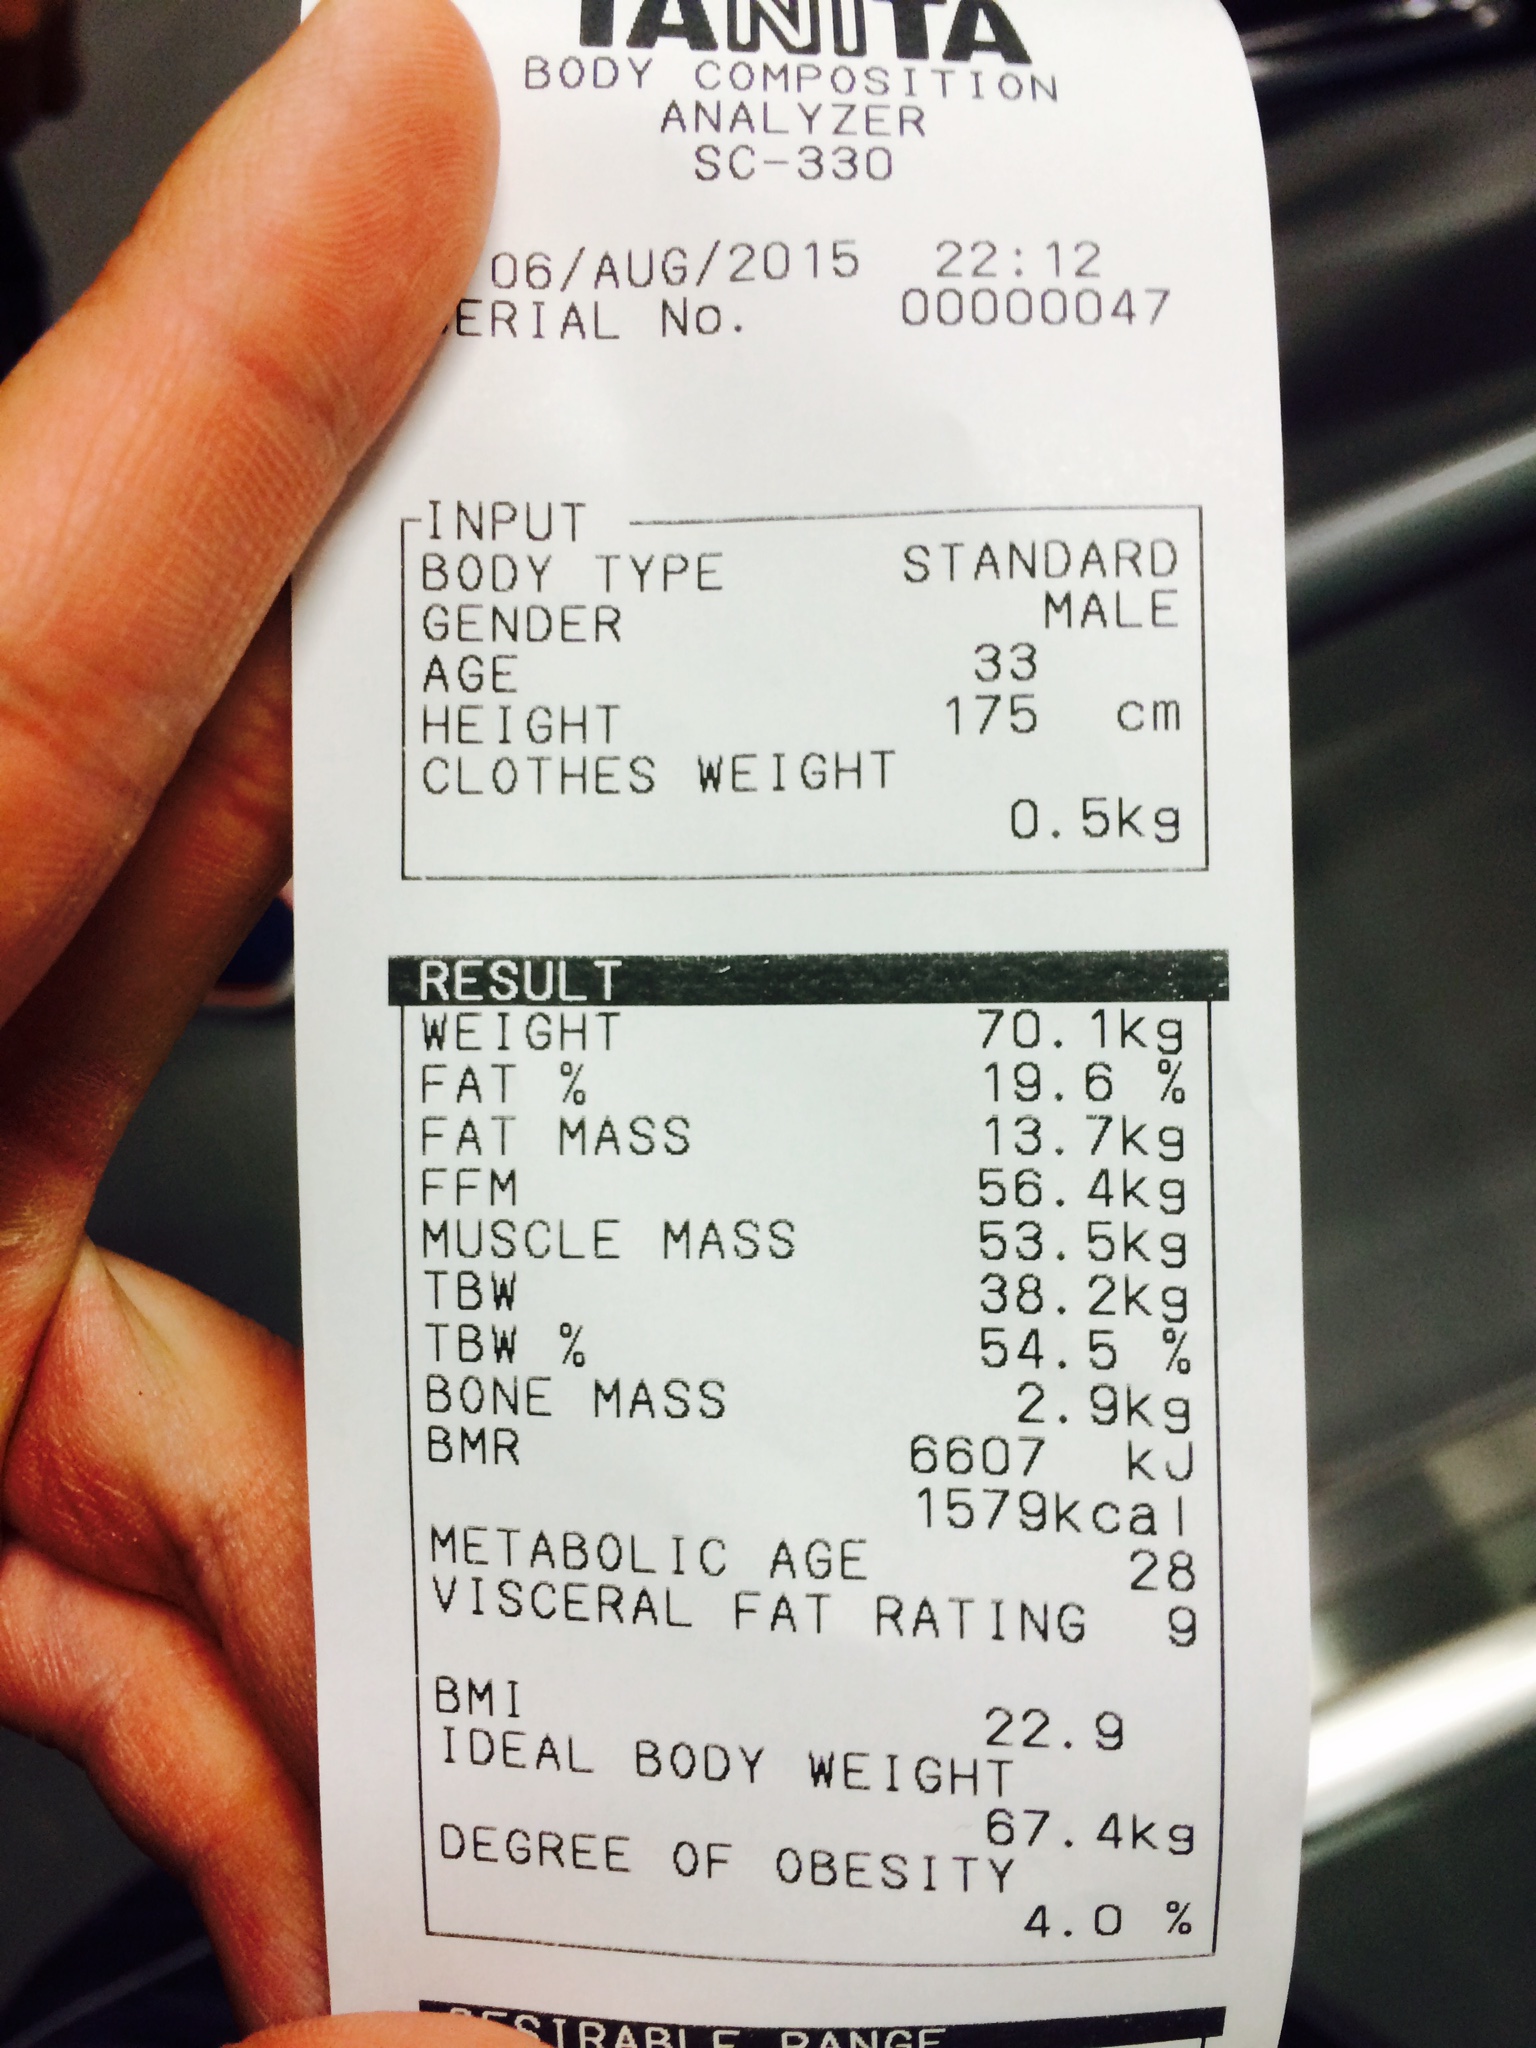 TANITA
BODY COMPOSITION
ANALYZER
SC-330
06/AUG/2015 22:12
SERIAL No. 00000047
INPUT
BODY TYPE STANDARD
GENDER MALE
AGE 33
HEIGHT 175 cm
CLOTHES WEIGHT
0.5kg
RESULT
WEIGHT 70.1kg
FAT % 19.6 %
FAT MASS 13.7kg
FFM 56.4kg
MUSCLE MASS 53.5kg
TBW 38.2kg
TBW % 54.5 %
BONE MASS 2.9kg
BMR 6607 kJ
1579kcal
METABOLIC AGE 28
VISCERAL FAT RATING 9
BMI 22.9
IDEAL BODY WEIGHT
67.4kg
DEGREE OF OBESITY
4.0 %
DESIRABLE RANGE